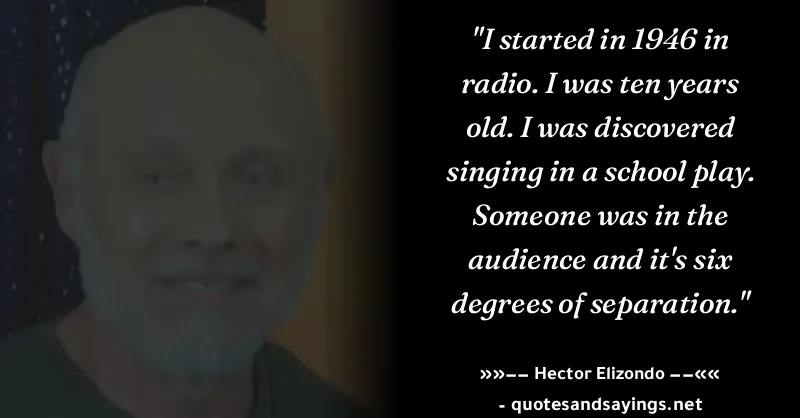 "I started in 1946 in
radio. I was ten years
old. I was discovered
singing in a school play.
Someone was in the
audience and it's six
degrees of separation."
»»–– Hector Elizondo ––««
- quotesandsayings.net